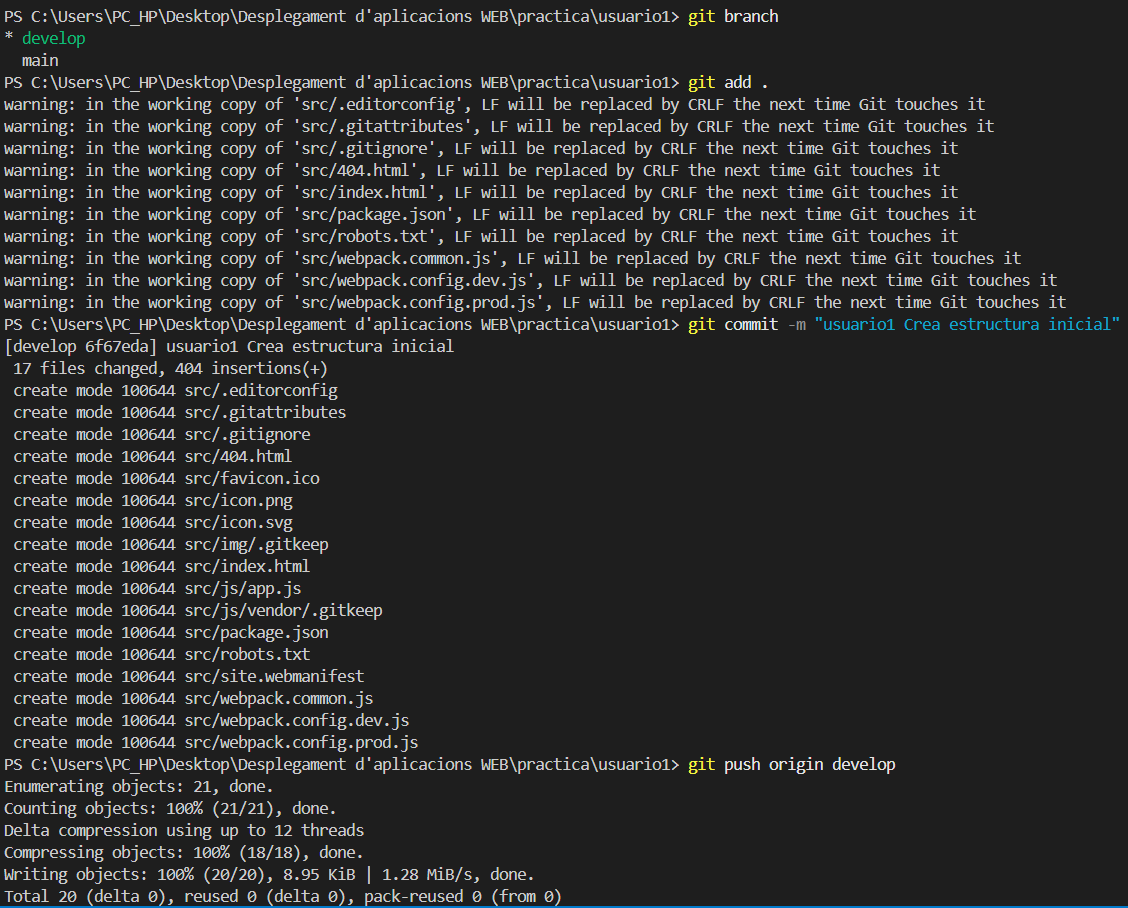 PS C:\Users\PC_HP\Desktop\Desplegament d'aplicacions WEB\practica\usuario1> git branch
* develop
  main
PS C:\Users\PC_HP\Desktop\Desplegament d'aplicacions WEB\practica\usuario1> git add .
warning: in the working copy of 'src/.editorconfig', LF will be replaced by CRLF the next time Git touches it
warning: in the working copy of 'src/.gitattributes', LF will be replaced by CRLF the next time Git touches it
warning: in the working copy of 'src/.gitignore', LF will be replaced by CRLF the next time Git touches it
warning: in the working copy of 'src/404.html', LF will be replaced by CRLF the next time Git touches it
warning: in the working copy of 'src/index.html', LF will be replaced by CRLF the next time Git touches it
warning: in the working copy of 'src/package.json', LF will be replaced by CRLF the next time Git touches it
warning: in the working copy of 'src/robots.txt', LF will be replaced by CRLF the next time Git touches it
warning: in the working copy of 'src/webpack.common.js', LF will be replaced by CRLF the next time Git touches it
warning: in the working copy of 'src/webpack.config.dev.js', LF will be replaced by CRLF the next time Git touches it
warning: in the working copy of 'src/webpack.config.prod.js', LF will be replaced by CRLF the next time Git touches it
PS C:\Users\PC_HP\Desktop\Desplegament d'aplicacions WEB\practica\usuario1> git commit -m "usuario1 Crea estructura inicial"
[develop 6f67eda] usuario1 Crea estructura inicial
 17 files changed, 404 insertions(+)
 create mode 100644 src/.editorconfig
 create mode 100644 src/.gitattributes
 create mode 100644 src/.gitignore
 create mode 100644 src/404.html
 create mode 100644 src/favicon.ico
 create mode 100644 src/icon.png
 create mode 100644 src/icon.svg
 create mode 100644 src/img/.gitkeep
 create mode 100644 src/index.html
 create mode 100644 src/js/app.js
 create mode 100644 src/js/vendor/.gitkeep
 create mode 100644 src/package.json
 create mode 100644 src/robots.txt
 create mode 100644 src/site.webmanifest
 create mode 100644 src/webpack.common.js
 create mode 100644 src/webpack.config.dev.js
 create mode 100644 src/webpack.config.prod.js
PS C:\Users\PC_HP\Desktop\Desplegament d'aplicacions WEB\practica\usuario1> git push origin develop
Enumerating objects: 21, done.
Counting objects: 100% (21/21), done.
Delta compression using up to 12 threads
Compressing objects: 100% (18/18), done.
Writing objects: 100% (20/20), 8.95 KiB | 1.28 MiB/s, done.
Total 20 (delta 0), reused 0 (delta 0), pack-reused 0 (from 0)